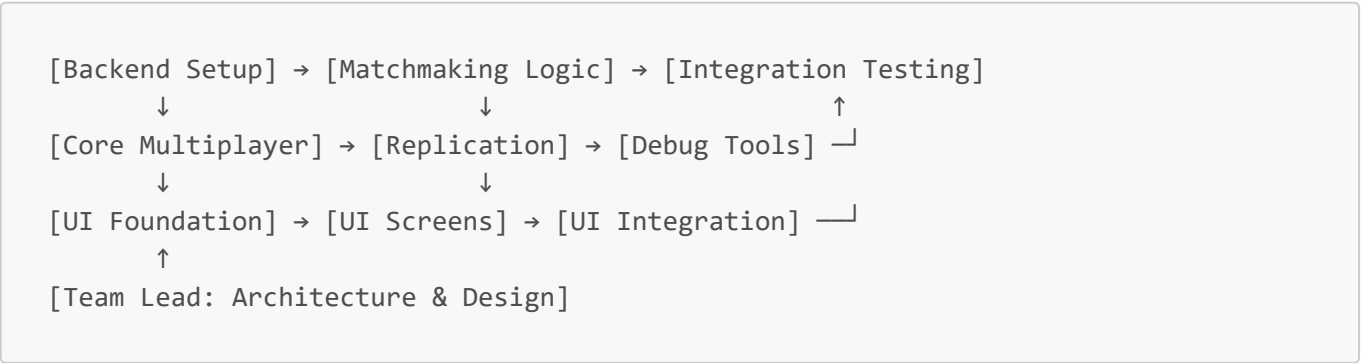 [Backend Setup] → [Matchmaking Logic] → [Integration Testing]
↓ ↓ ↑
[Core Multiplayer] → [Replication] → [Debug Tools] ─┘
↓ ↓
[UI Foundation] → [UI Screens] → [UI Integration] ──┘
↑
[Team Lead: Architecture & Design]